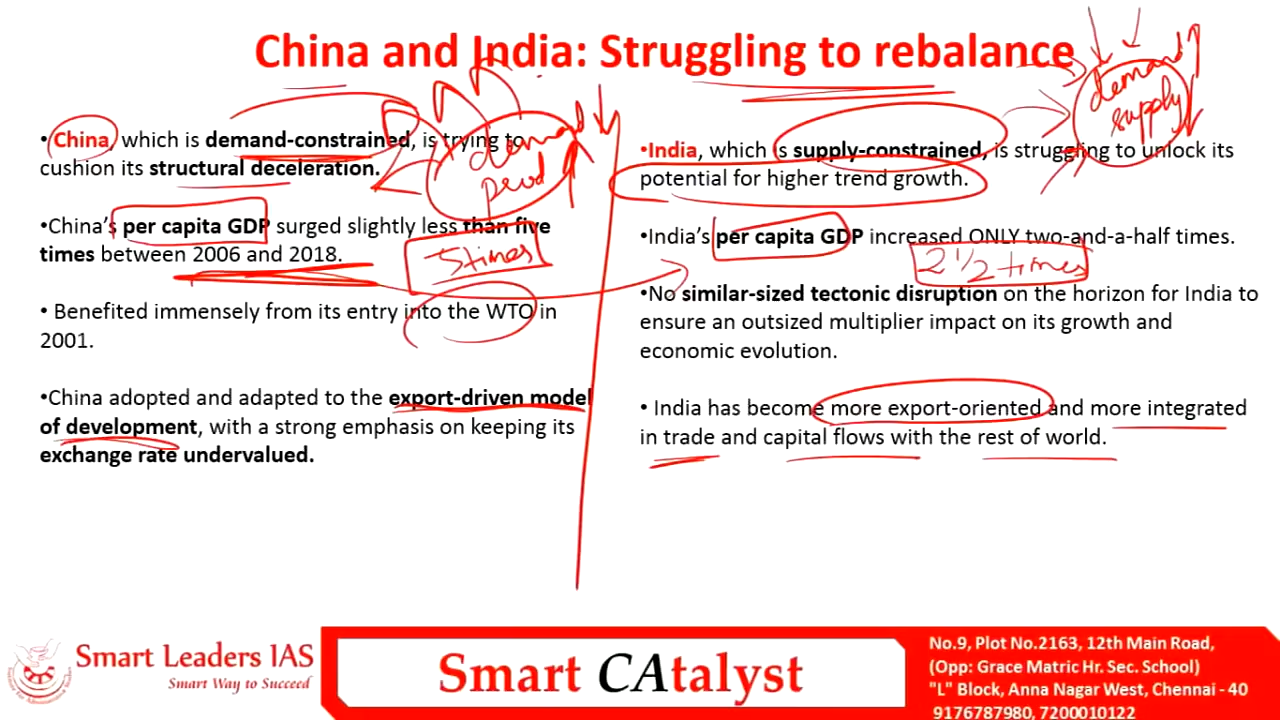 China and India: Struggling to rebalance
• China, which is demand-constrained, is trying to
cushion its structural deceleration.
demand
prod
•China's per capita GDP surged slightly less than five
times between 2006 and 2018.
5times
• Benefited immensely from its entry into the WTO in
2001.
•China adopted and adapted to the export-driven model
of development, with a strong emphasis on keeping its
exchange rate undervalued.
demand
supply
•India, which is supply-constrained, is struggling to unlock its
potential for higher trend growth.
•India's per capita GDP increased ONLY two-and-a-half times.
2 1/2 times
•No similar-sized tectonic disruption on the horizon for India to
ensure an outsized multiplier impact on its growth and
economic evolution.
• India has become more export-oriented and more integrated
in trade and capital flows with the rest of world.
Smart Leaders IAS
Smart Way to Succeed
Smart CAtalyst
No.9, Plot No.2163, 12th Main Road,
(Opp: Grace Matric Hr. Sec. School)
"L" Block, Anna Nagar West, Chennai - 40
9176787980, 7200010122